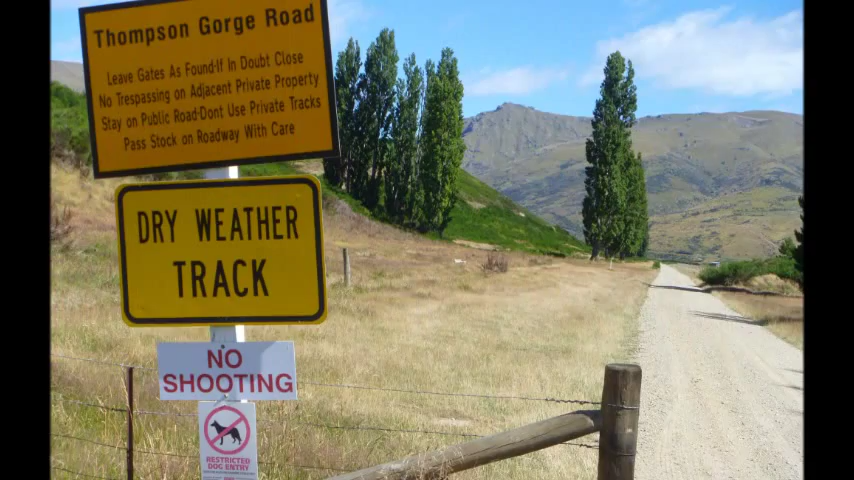 Thompson Gorge Road
Leave Gates As Found-If In Doubt Close
No Trespassing on Adjacent Private Property
Stay on Public Road-Dont Use Private Tracks
Pass Stock on Roadway With Care
DRY WEATHER
TRACK
NO
SHOOTING
RESTRICTED
DOG ENTRY